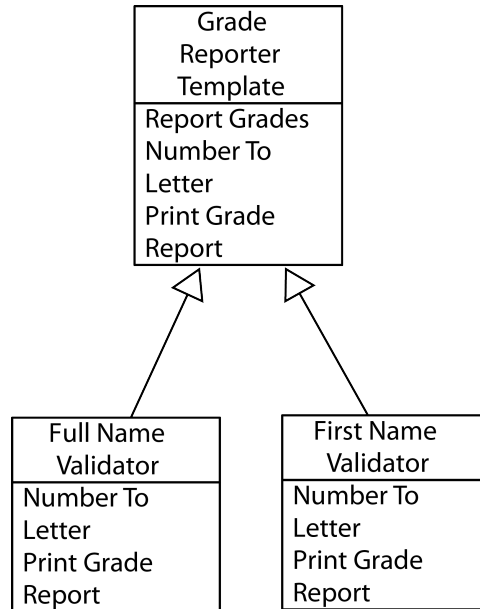 Grade
Reporter
Template
Report Grades
Number To
Letter
Print Grade
Report
Full Name
Validator
Number To
Letter
Print Grade
Report
First Name
Validator
Number To
Letter
Print Grade
Report